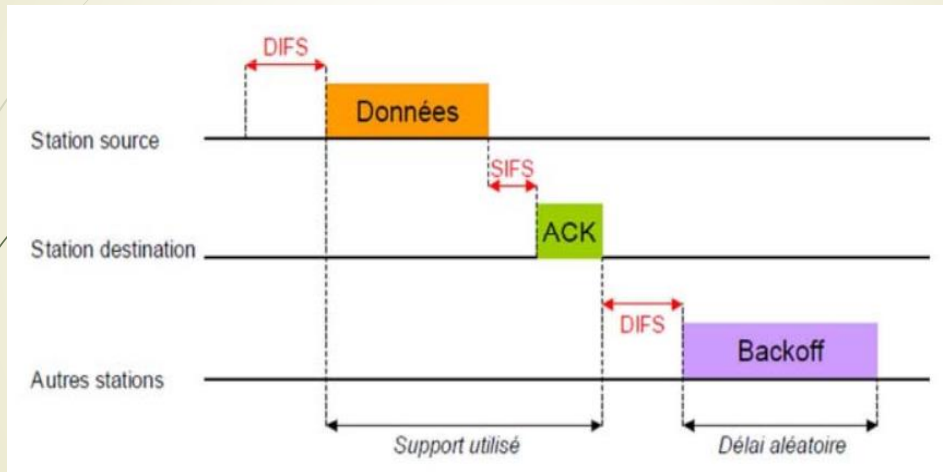 DIFS
Données
Station source
SIFS
ACK
Station destination
DIFS
Backoff
Autres stations
Support utilisé
Délai aléatoire